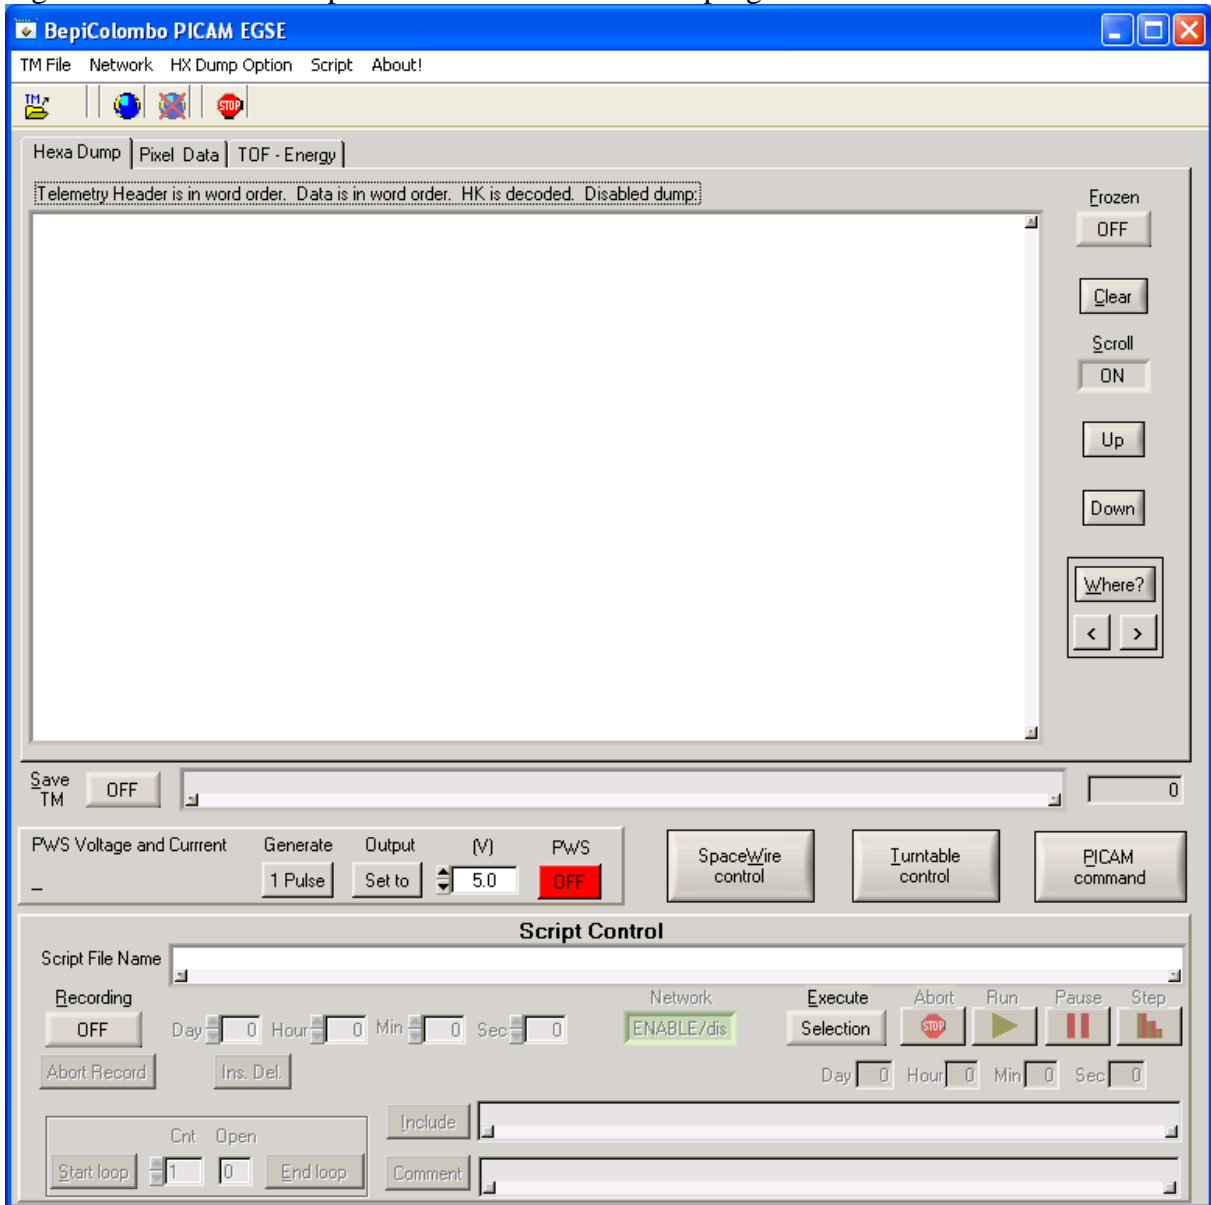 BepiColombo PICAM EGSE
TM File Network HX Dump Option Script About!
TM
STOP
Hexa Dump Pixel Data TOF - Energy
Telemetry Header is in word order. Data is in word order. HK is decoded. Disabled dump:
Frozen
OFF
Clear
Scroll
ON
Up
Down
Where?
< >
Save TM OFF 0
PWS Voltage and Currrent Generate Output (V) PWS
_ 1 Pulse Set to 5.0 OFF
SpaceWire control
Turntable control
PICAM command
Script Control
Script File Name
Recording Network Execute Abort Run Pause Step
OFF Day 0 Hour 0 Min 0 Sec 0 ENABLE/dis Selection STOP
Abort Record Ins. Del. Day 0 Hour 0 Min 0 Sec 0
Include
Cnt Open
Start loop 1 0 End loop Comment